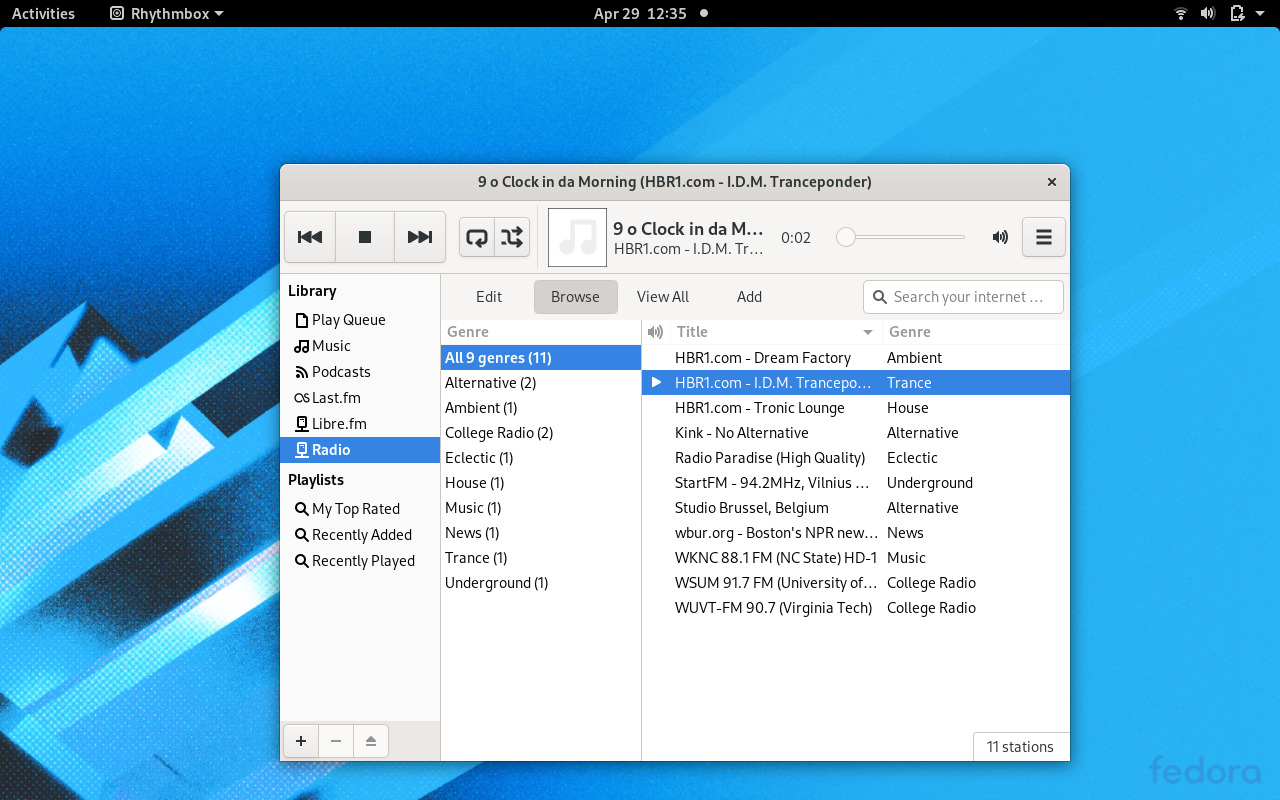 Activities Rhythmbox Apr 29 12:35
9 o Clock in da Morning (HBR1.com - I.D.M. Tranceponder)
9 o Clock in da M…
HBR1.com - I.D.M. Tr…
0:02
Library
Play Queue
Music
Podcasts
Last.fm
Libre.fm
Radio
Playlists
My Top Rated
Recently Added
Recently Played
Edit Browse View All Add Search your internet …
Genre
All 9 genres (11)
Alternative (2)
Ambient (1)
College Radio (2)
Eclectic (1)
House (1)
Music (1)
News (1)
Trance (1)
Underground (1)
Title Genre
HBR1.com - Dream Factory Ambient
HBR1.com - I.D.M. Trancepo… Trance
HBR1.com - Tronic Lounge House
Kink - No Alternative Alternative
Radio Paradise (High Quality) Eclectic
StartFM - 94.2MHz, Vilnius … Underground
Studio Brussel, Belgium Alternative
wbur.org - Boston's NPR new… News
WKNC 88.1 FM (NC State) HD-1 Music
WSUM 91.7 FM (University of… College Radio
WUVT-FM 90.7 (Virginia Tech) College Radio
11 stations
fedora